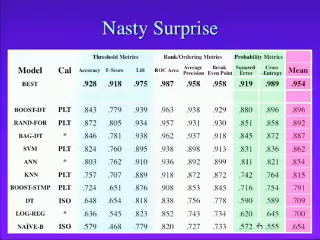 Nasty Surprise
Threshold Metrics Rank/Ordering Metrics Probability Metrics
Model Cal Accuracy F-Score Lift ROC Area Average Precision Break Even Point Squared Error Cross -Entropy Mean
BEST .928 .918 .975 .987 .958 .958 .919 .989 .954
BOOST-DT PLT .843 .779 .939 .963 .938 .929 .880 .896 .896
RAND-FOR PLT .872 .805 .934 .957 .931 .930 .851 .858 .892
BAG-DT * .846 .781 .938 .962 .937 .918 .845 .872 .887
SVM PLT .824 .760 .895 .938 .898 .913 .831 .836 .862
ANN * .803 .762 .910 .936 .892 .899 .811 .821 .854
KNN PLT .757 .707 .889 .918 .872 .872 .742 .764 .815
BOOST-STMP PLT .724 .651 .876 .908 .853 .845 .716 .754 .791
DT ISO .648 .654 .818 .838 .756 .778 .590 .589 .709
LOG-REG * .636 .545 .823 .852 .743 .734 .620 .645 .700
NAÏVE-B ISO .579 .468 .779 .820 .727 .733 .572 .555 .654